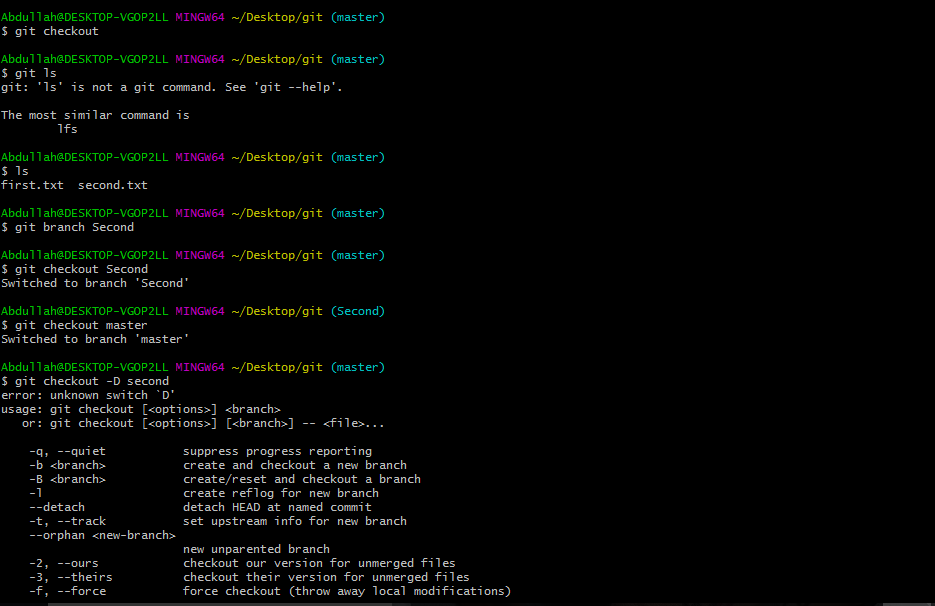 Abdullah@DESKTOP-VGOP2LL MINGW64 ~/Desktop/git (master)
$ git checkout
Abdullah@DESKTOP-VGOP2LL MINGW64 ~/Desktop/git (master)
$ git ls
git: 'ls' is not a git command. See 'git --help'.
The most similar command is
        lfs
Abdullah@DESKTOP-VGOP2LL MINGW64 ~/Desktop/git (master)
$ ls
first.txt  second.txt
Abdullah@DESKTOP-VGOP2LL MINGW64 ~/Desktop/git (master)
$ git branch Second
Abdullah@DESKTOP-VGOP2LL MINGW64 ~/Desktop/git (master)
$ git checkout Second
Switched to branch 'Second'
Abdullah@DESKTOP-VGOP2LL MINGW64 ~/Desktop/git (Second)
$ git checkout master
Switched to branch 'master'
Abdullah@DESKTOP-VGOP2LL MINGW64 ~/Desktop/git (master)
$ git checkout -D second
error: unknown switch `D'
usage: git checkout [<options>] <branch>
   or: git checkout [<options>] [<branch>] -- <file>...
    -q, --quiet           suppress progress reporting
    -b <branch>           create and checkout a new branch
    -B <branch>           create/reset and checkout a branch
    -l                    create reflog for new branch
    --detach              detach HEAD at named commit
    -t, --track           set upstream info for new branch
    --orphan <new-branch>
                          new unparented branch
    -2, --ours            checkout our version for unmerged files
    -3, --theirs          checkout their version for unmerged files
    -f, --force           force checkout (throw away local modifications)